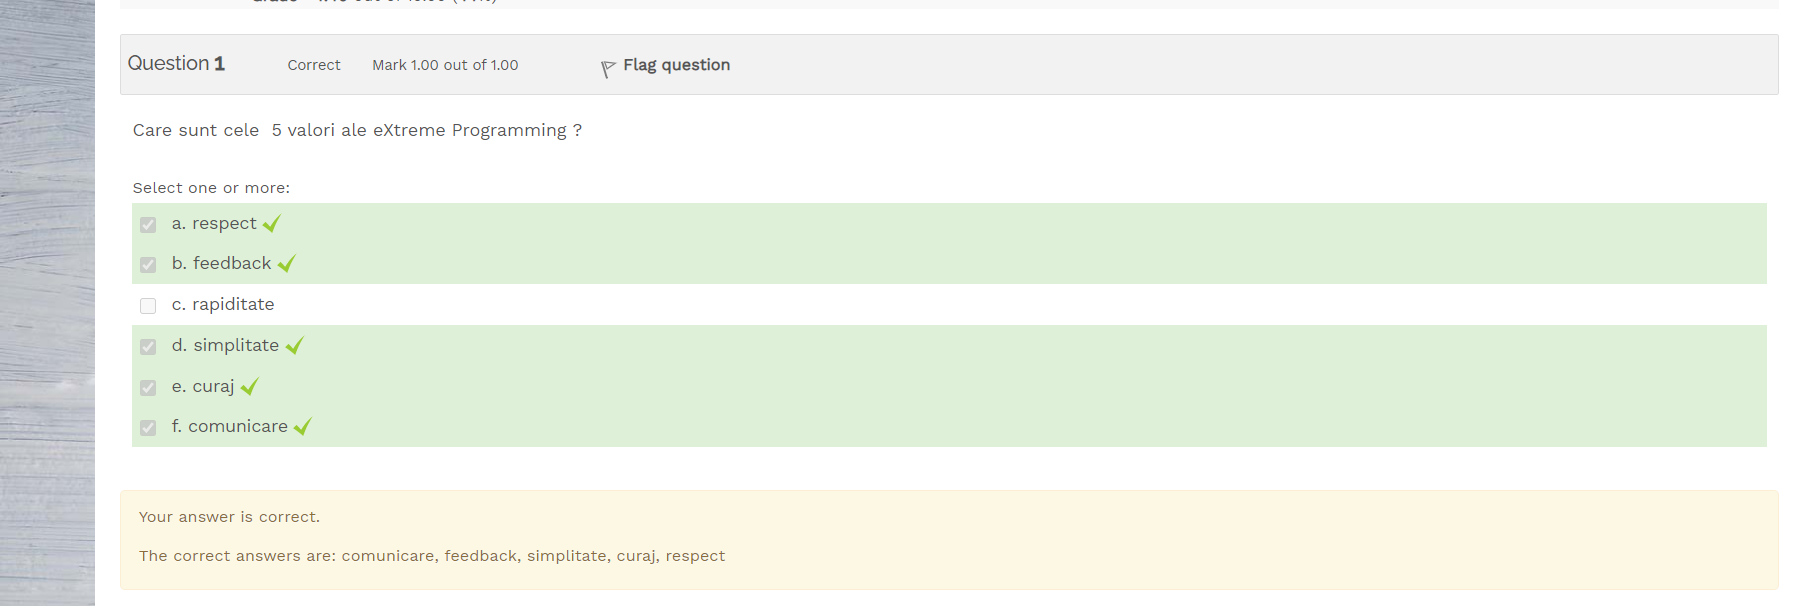 Question 1 Correct Mark 1.00 out of 1.00 Flag question
Care sunt cele 5 valori ale eXtreme Programming ?
Select one or more:
a. respect
b. feedback
c. rapiditate
d. simplitate
e. curaj
f. comunicare
Your answer is correct.
The correct answers are: comunicare, feedback, simplitate, curaj, respect